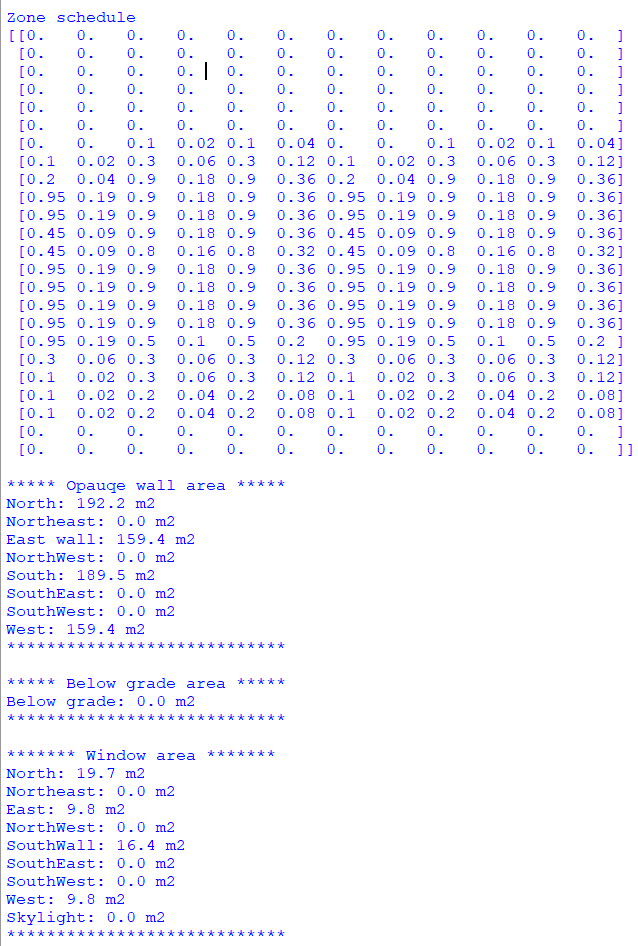 Zone schedule
[[0.   0.   0.   0.   0.   0.   0.   0.   0.   0.   0.   0.  ]
 [0.   0.   0.   0.   0.   0.   0.   0.   0.   0.   0.   0.  ]
 [0.   0.   0.   0.   0.   0.   0.   0.   0.   0.   0.   0.  ]
 [0.   0.   0.   0.   0.   0.   0.   0.   0.   0.   0.   0.  ]
 [0.   0.   0.   0.   0.   0.   0.   0.   0.   0.   0.   0.  ]
 [0.   0.   0.   0.   0.   0.   0.   0.   0.   0.   0.   0.  ]
 [0.   0.   0.1  0.02 0.1  0.04 0.   0.   0.1  0.02 0.1  0.04]
 [0.1  0.02 0.3  0.06 0.3  0.12 0.1  0.02 0.3  0.06 0.3  0.12]
 [0.2  0.04 0.9  0.18 0.9  0.36 0.2  0.04 0.9  0.18 0.9  0.36]
 [0.95 0.19 0.9  0.18 0.9  0.36 0.95 0.19 0.9  0.18 0.9  0.36]
 [0.95 0.19 0.9  0.18 0.9  0.36 0.95 0.19 0.9  0.18 0.9  0.36]
 [0.45 0.09 0.9  0.18 0.9  0.36 0.45 0.09 0.9  0.18 0.9  0.36]
 [0.45 0.09 0.8  0.16 0.8  0.32 0.45 0.09 0.8  0.16 0.8  0.32]
 [0.95 0.19 0.9  0.18 0.9  0.36 0.95 0.19 0.9  0.18 0.9  0.36]
 [0.95 0.19 0.9  0.18 0.9  0.36 0.95 0.19 0.9  0.18 0.9  0.36]
 [0.95 0.19 0.9  0.18 0.9  0.36 0.95 0.19 0.9  0.18 0.9  0.36]
 [0.95 0.19 0.9  0.18 0.9  0.36 0.95 0.19 0.9  0.18 0.9  0.36]
 [0.95 0.19 0.5  0.1  0.5  0.2  0.95 0.19 0.5  0.1  0.5  0.2 ]
 [0.3  0.06 0.3  0.06 0.3  0.12 0.3  0.06 0.3  0.06 0.3  0.12]
 [0.1  0.02 0.3  0.06 0.3  0.12 0.1  0.02 0.3  0.06 0.3  0.12]
 [0.1  0.02 0.2  0.04 0.2  0.08 0.1  0.02 0.2  0.04 0.2  0.08]
 [0.1  0.02 0.2  0.04 0.2  0.08 0.1  0.02 0.2  0.04 0.2  0.08]
 [0.   0.   0.   0.   0.   0.   0.   0.   0.   0.   0.   0.  ]
 [0.   0.   0.   0.   0.   0.   0.   0.   0.   0.   0.   0.  ]]
***** Opauqe wall area *****
North: 192.2 m2
Northeast: 0.0 m2
East wall: 159.4 m2
NorthWest: 0.0 m2
South: 189.5 m2
SouthEast: 0.0 m2
SouthWest: 0.0 m2
West: 159.4 m2
****************************
***** Below grade area *****
Below grade: 0.0 m2
****************************
******* Window area *******
North: 19.7 m2
Northeast: 0.0 m2
East: 9.8 m2
NorthWest: 0.0 m2
SouthWall: 16.4 m2
SouthEast: 0.0 m2
SouthWest: 0.0 m2
West: 9.8 m2
Skylight: 0.0 m2
****************************